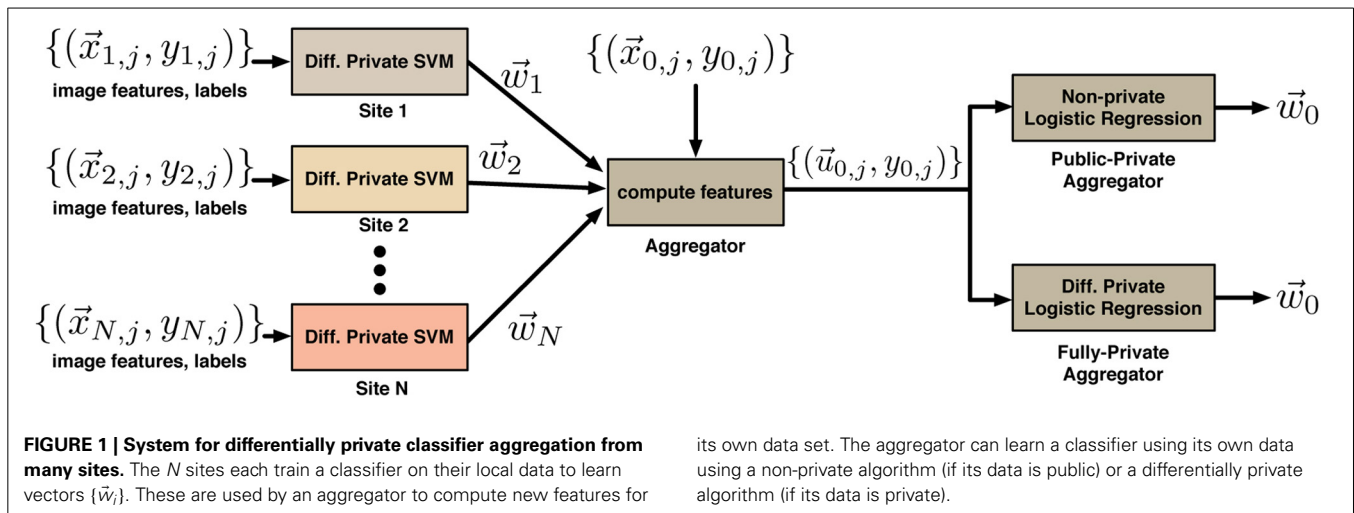 {(x⃗1,j, y1,j)}
image features, labels
Diff. Private SVM
Site 1
w⃗1
{(x⃗2,j, y2,j)}
image features, labels
Diff. Private SVM
Site 2
w⃗2
{(x⃗N,j, yN,j)}
image features, labels
Diff. Private SVM
Site N
w⃗N
{(x⃗0,j, y0,j)}
compute features
Aggregator
{(u⃗0,j, y0,j)}
Non-private
Logistic Regression
Public-Private
Aggregator
w⃗0
Diff. Private
Logistic Regression
Fully-Private
Aggregator
w⃗0
FIGURE 1 | System for differentially private classifier aggregation from
many sites. The N sites each train a classifier on their local data to learn
vectors {w⃗i}. These are used by an aggregator to compute new features for
its own data set. The aggregator can learn a classifier using its own data
using a non-private algorithm (if its data is public) or a differentially private
algorithm (if its data is private).